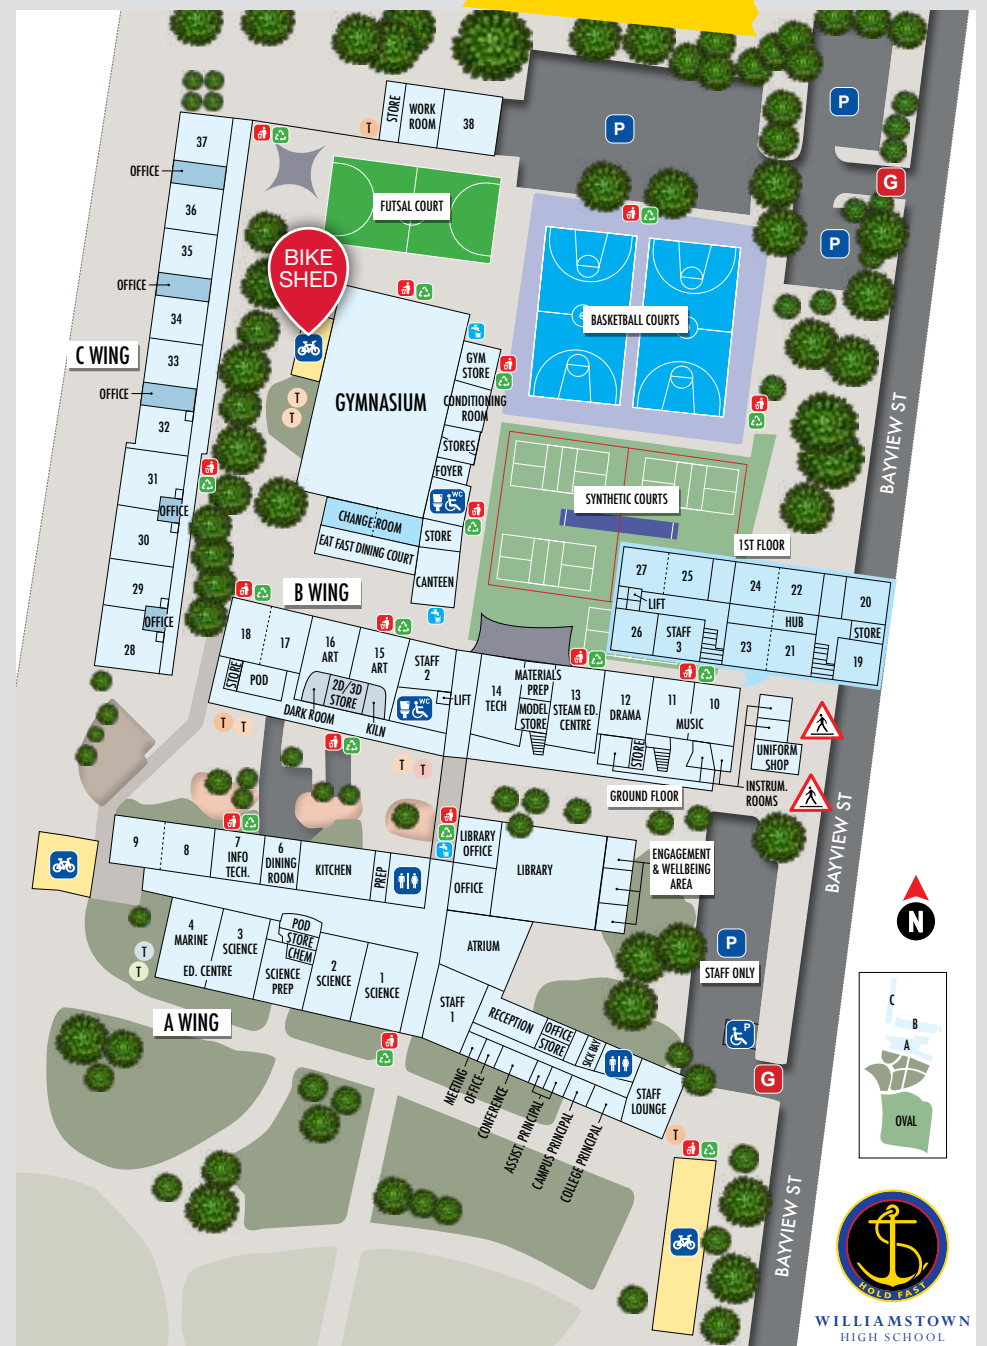 STORE
WORK
ROOM
38
P
P
T
37
OFFICE
36
G
FUTSAL COURT
35
P
BIKE
SHED
OFFICE
34
BASKETBALL COURTS
C WING
33
GYM
STORE
OFFICE
T
T
GYMNASIUM
CONDITIONING
ROOM
32
STORES
BAYVIEW ST
FOYER
31
WC
SYNTHETIC COURTS
OFFICE
CHANGE ROOM
STORE
30
EAT FAST DINING COURT
1ST FLOOR
CANTEEN
29
OFFICE
28
27
25
24
22
20
LIFT
HUB
26
STAFF
3
23
21
STORE
19
B WING
18
17
16
ART
15
ART
STAFF
2
STORE
POD
2D/3D
STORE
DARK ROOM
KILN
WC
LIFT
14
TECH
MATERIALS
PREP
MODEL
STORE
13
STEAM ED.
CENTRE
12
DRAMA
STORE
11
10
MUSIC
UNIFORM
SHOP
INSTRUM.
ROOMS
GROUND FLOOR
T
T
T
T
BAYVIEW ST
9
8
7
INFO
TECH.
6
DINING
ROOM
KITCHEN
PREP
LIBRARY
OFFICE
OFFICE
LIBRARY
ENGAGEMENT
& WELLBEING
AREA
N
4
MARINE
ED. CENTRE
3
SCIENCE
POD
STORE
CHEM
SCIENCE
PREP
2
SCIENCE
1
SCIENCE
ATRIUM
P
STAFF ONLY
T
T
A WING
STAFF
1
RECEPTION
OFFICE
STORE
SICK BAY
P
G
MEETING
OFFICE
CONFERENCE
ASSIST. PRINCIPAL
CAMPUS PRINCIPAL
COLLEGE PRINCIPAL
STAFF
LOUNGE
T
C
B
A
OVAL
BAYVIEW ST
HOLD FAST
WILLIAMSTOWN
HIGH SCHOOL